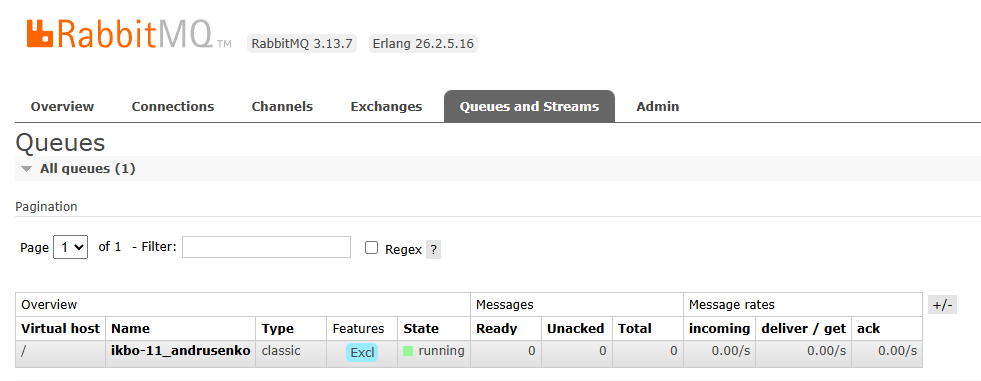 RabbitMQ TM RabbitMQ 3.13.7 Erlang 26.2.5.16
Overview Connections Channels Exchanges Queues and Streams Admin
Queues
All queues (1)
Pagination
Page 1 of 1 - Filter: Regex ?
Overview Messages Message rates +/-
Virtual host Name Type Features State Ready Unacked Total incoming deliver / get ack
/ ikbo-11_andrusenko classic Excl running 0 0 0 0.00/s 0.00/s 0.00/s